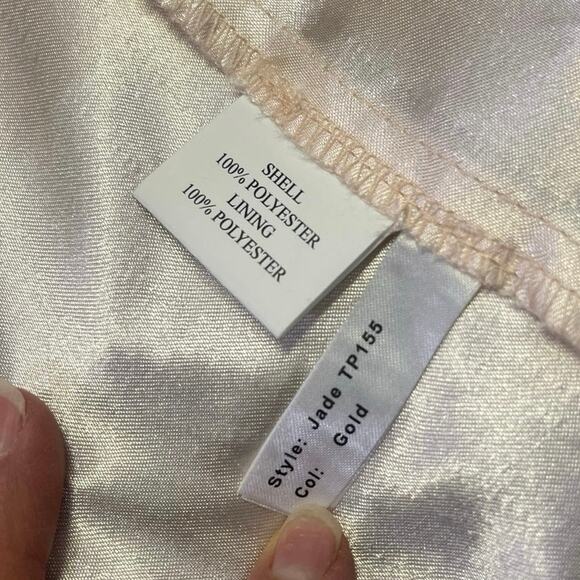 SHELL
100% POLYESTER
LINING
100% POLYESTER
Style: Jade TP155
Col: Gold